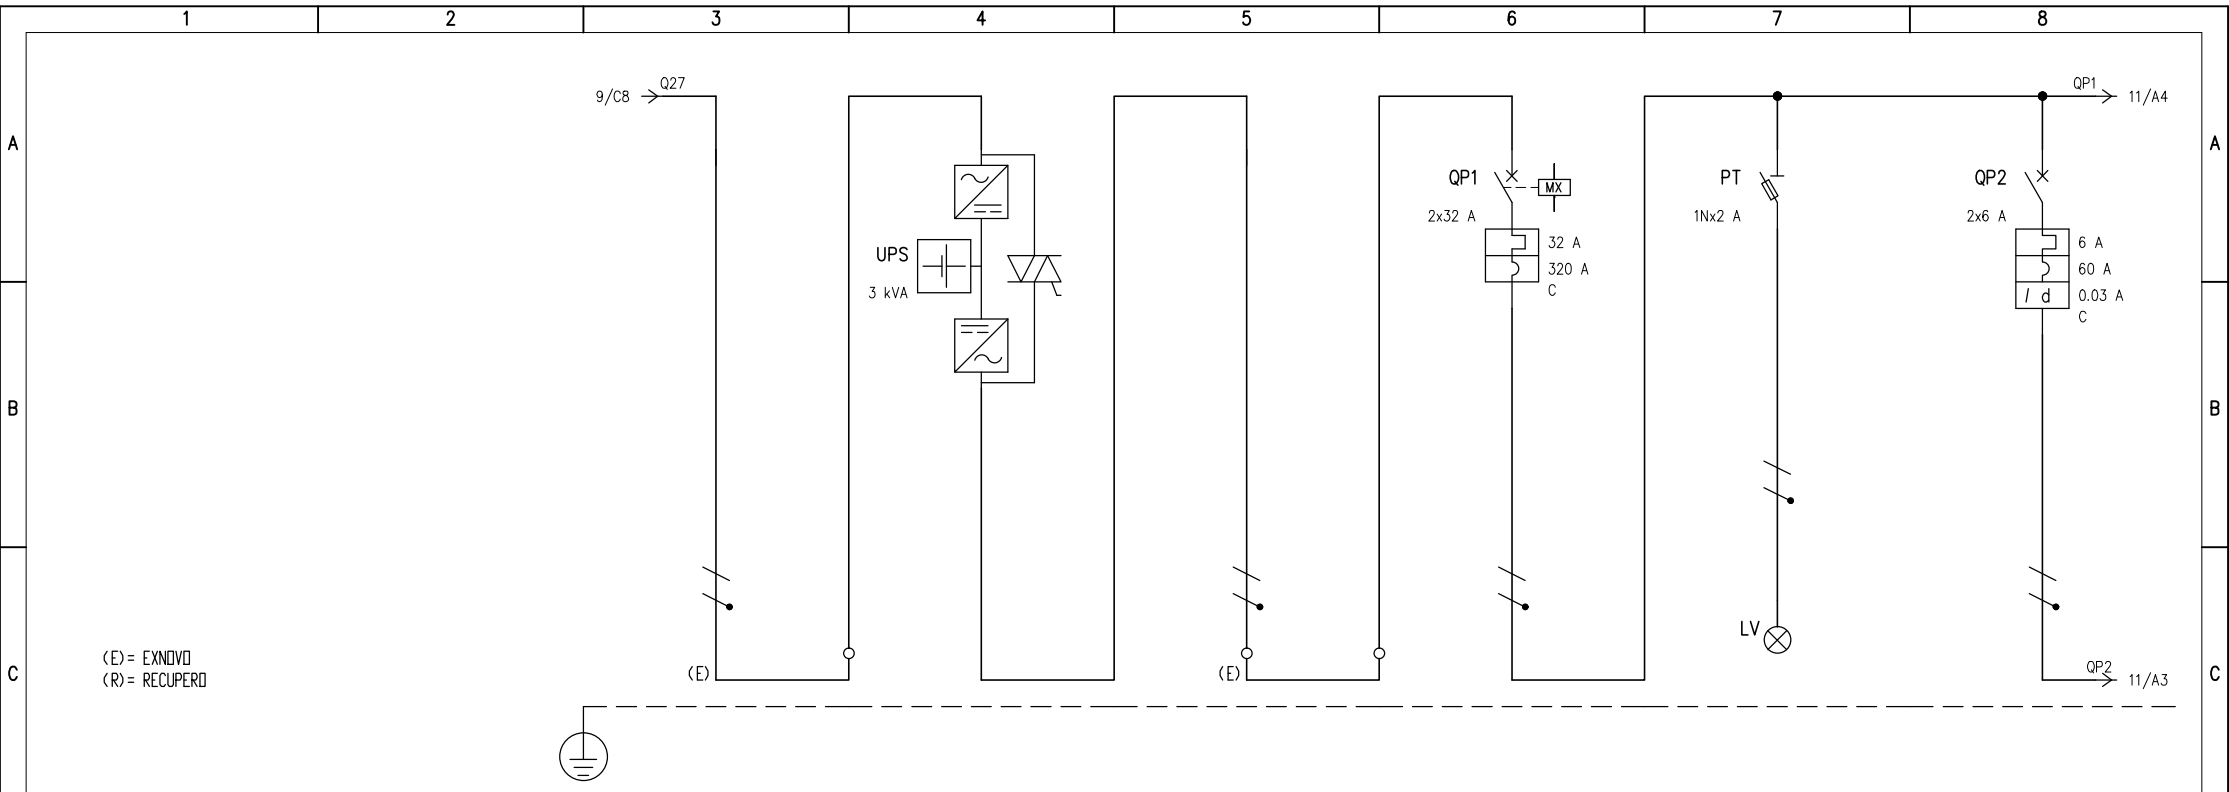 1 2 3 4 5 6 7 8
9/C8 Q27
QP1 11/A4
A A
QP1 MX
2x32 A
32 A
320 A
C
PT
1Nx2 A
QP2
2x6 A
6 A
60 A
I d 0.03 A
C
UPS
3 kVA
B B
LV
(E)= EXNOVO
(R)= RECUPERO
C (E) (E) C
QP2 11/A3